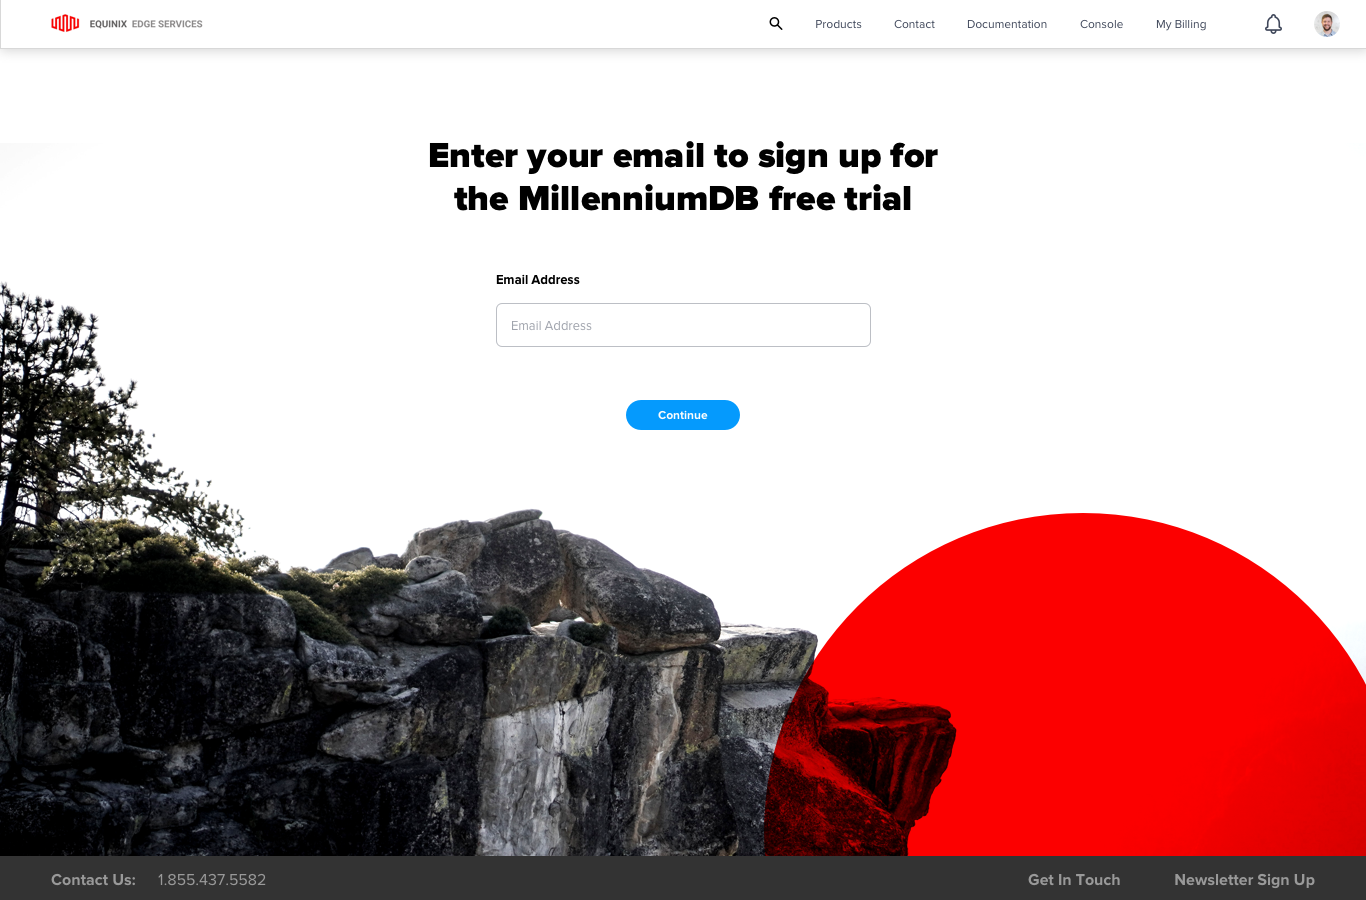 EQUINIX EDGE SERVICES
Products
Contact
Documentation
Console
My Billing
Enter your email to sign up for
the MillenniumDB free trial
Email Address
Email Address
Continue
Contact Us: 1.855.437.5582
Get In Touch
Newsletter Sign Up